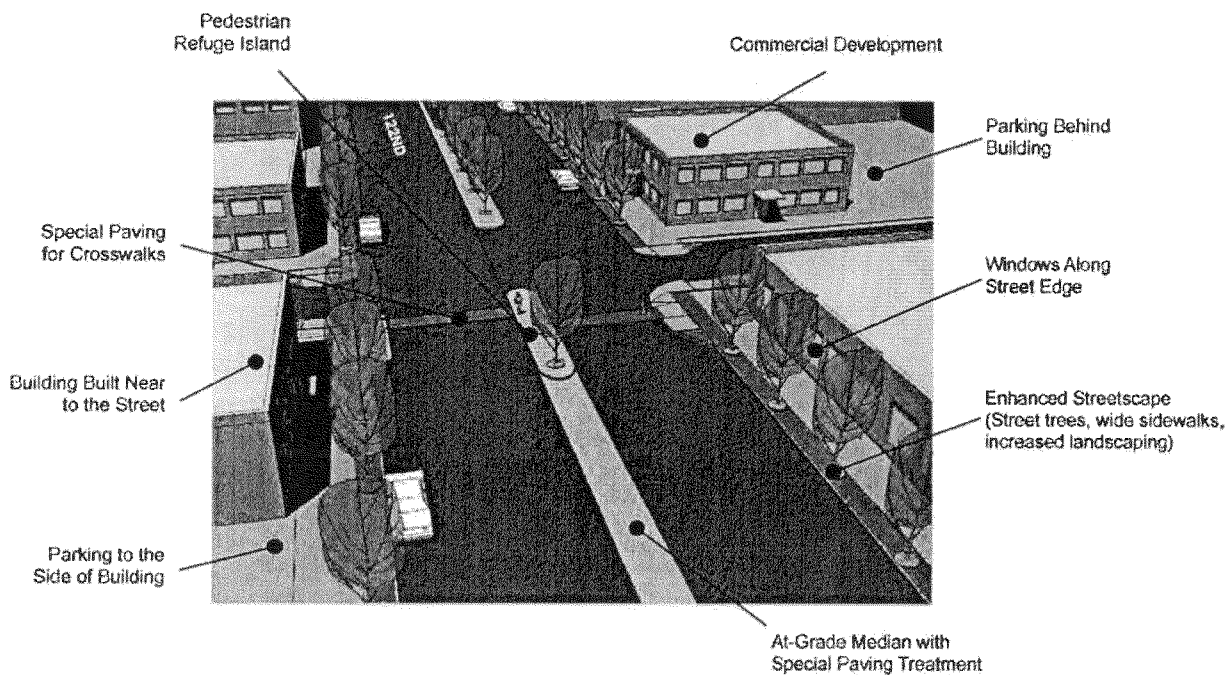 Pedestrian
Refuge Island
Commercial Development
122ND
Parking Behind
Building
Special Paving
for Crosswalks
Windows Along
Street Edge
Building Built Near
to the Street
Enhanced Streetscape
(Street trees, wide sidewalks,
increased landscaping)
Parking to the
Side of Building
At-Grade Median with
Special Paving Treatment